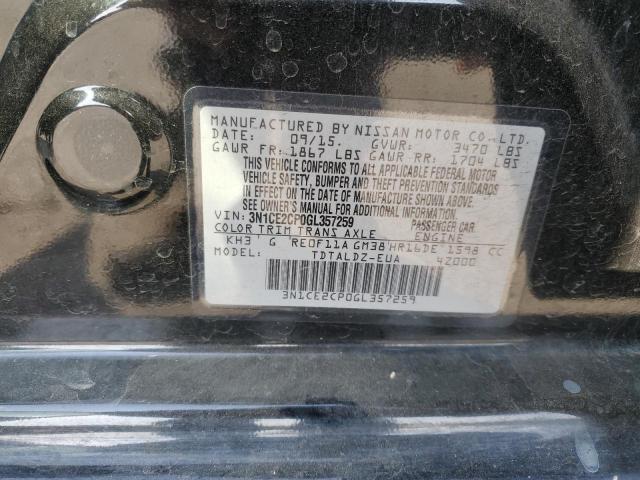 MANUFACTURED BY NISSAN MOTOR CO.,LTD.
DATE: 09/15. GVWR: 3470 LBS
GAWR FR: 1867 LBS GAWR RR: 1704 LBS
THIS VEHICLE CONFORMS TO ALL APPLICABLE FEDERAL MOTOR
VEHICLE SAFETY, BUMPER AND THEFT PREVENTION STANDARDS
IN EFFECT ON THE DATE OF MANUFACTURE SHOWN ABOVE.
SEE OWNER'S MANUAL FOR ADDITIONAL INFORMATION.
VIN: 3N1CE2CP0GL357259 PASSENGER CAR
COLOR TRIM TRANS AXLE ENGINE
KH3 G RE0F11A GM38 HR16DE 1598 CC
MODEL: TDTALDZ-EUA 4Z000
3N1CE2CP0GL357259